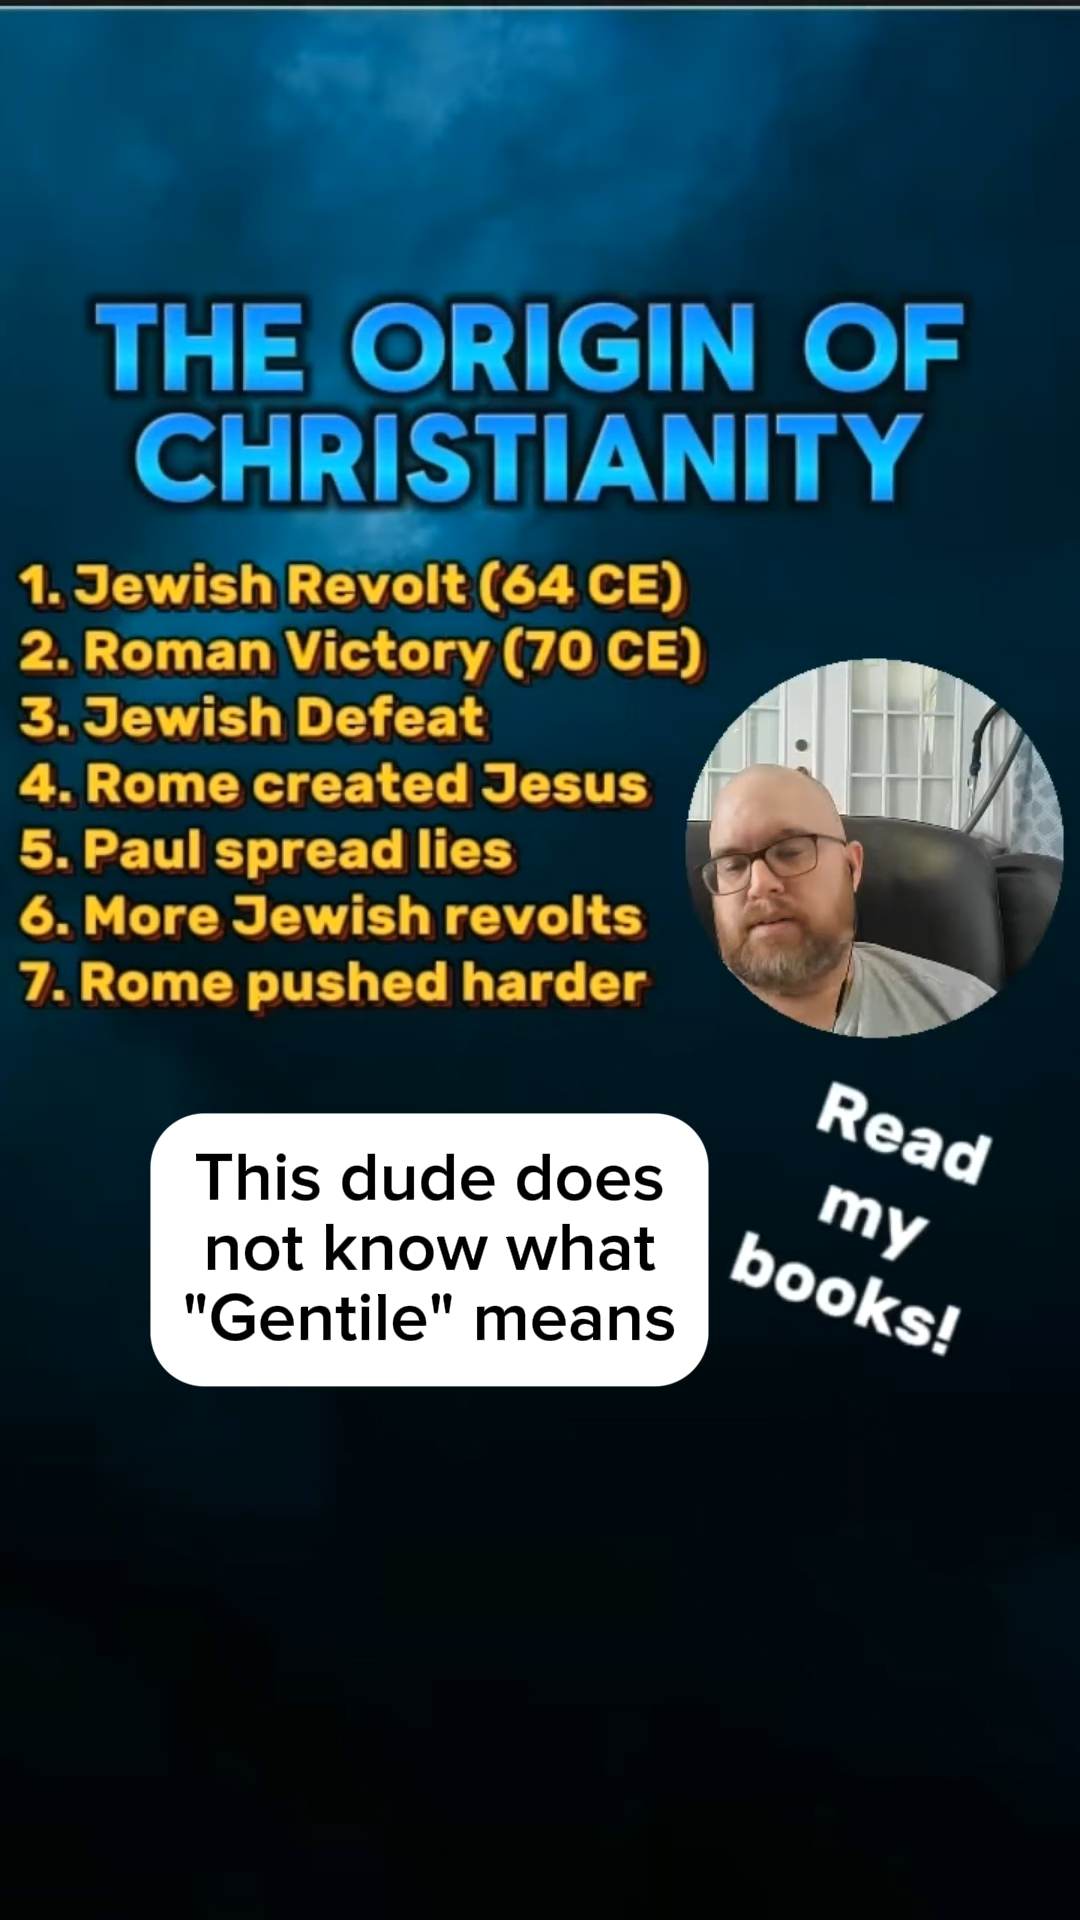 THE ORIGIN OF
CHRISTIANITY
1. Jewish Revolt (64 CE)
2. Roman Victory (70 CE)
3. Jewish Defeat
4. Rome created Jesus
5. Paul spread lies
6. More Jewish revolts
7. Rome pushed harder
This dude does
not know what
"Gentile" means
Read
my
books!